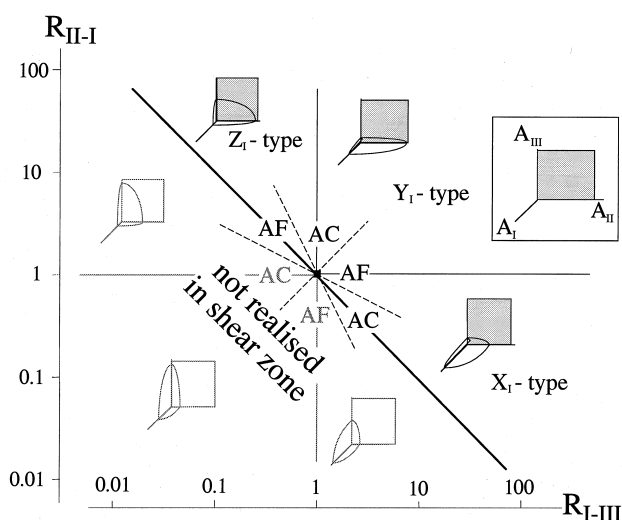 R_II-I
100
10
1
0.1
0.01
Z_I - type
Y_I - type
A_III
A_II
A_I
AF
AC
AC
AF
AF
AC
not realised
in shear zone
X_I - type
0.01
0.1
1
10
100
R_I-III